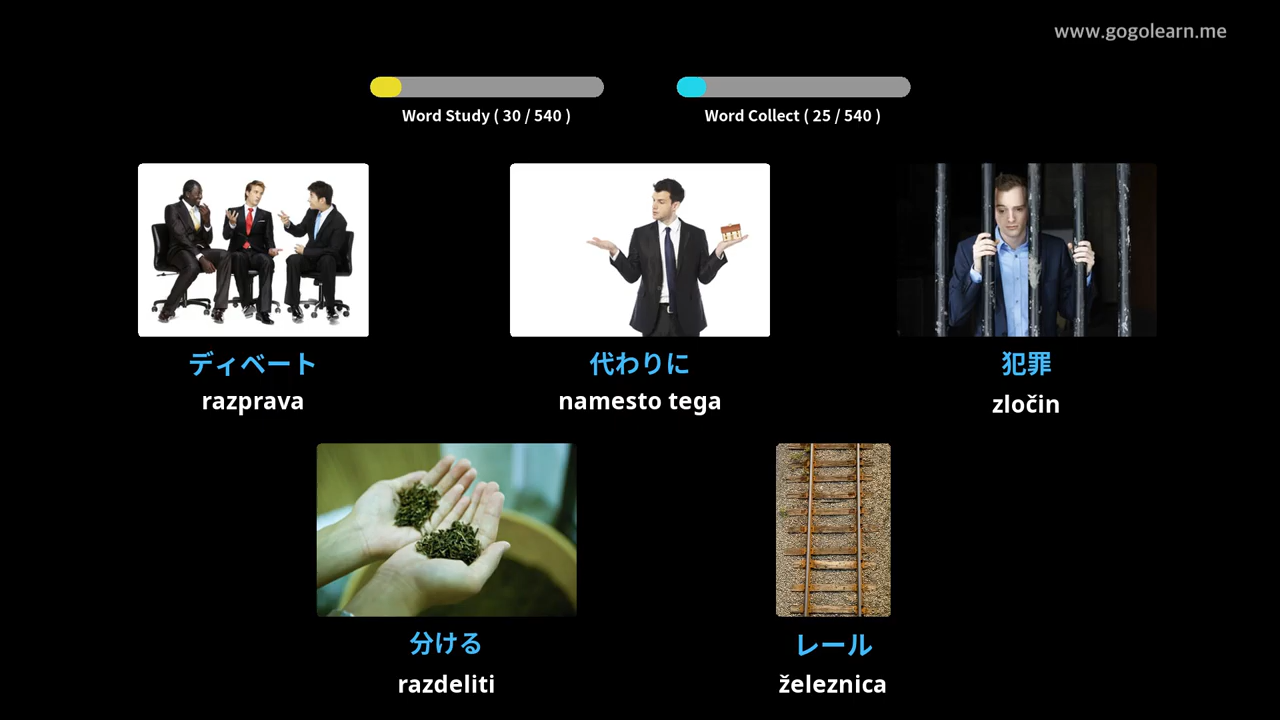 www.gogolearn.me
Word Study ( 30 / 540 )
Word Collect ( 25 / 540 )
ディベート
razprava
代わりに
namesto tega
犯罪
zločin
分ける
razdeliti
レール
železnica